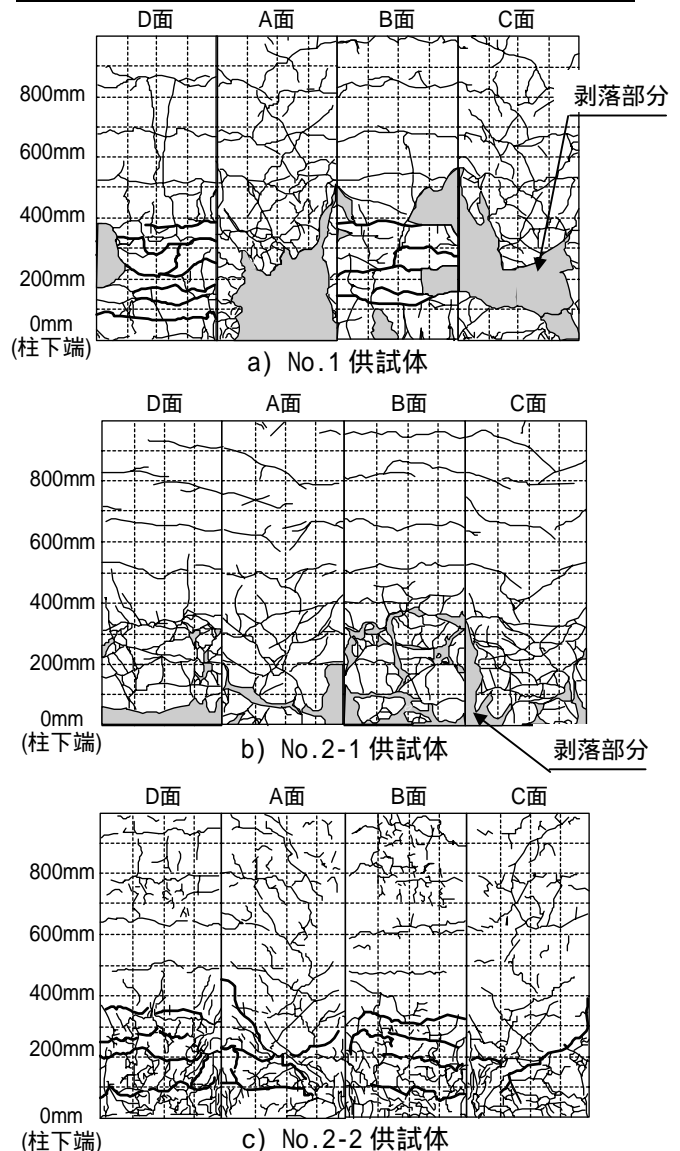 D面 A面 B面 C面
800mm
剥落部分
600mm
400mm
200mm
0mm
(柱下端)
a) No.1 供試体
D面 A面 B面 C面
800mm
600mm
400mm
200mm
0mm
(柱下端)
b) No.2-1 供試体
剥落部分
D面 A面 B面 C面
800mm
600mm
400mm
200mm
0mm
(柱下端)
c) No.2-2 供試体